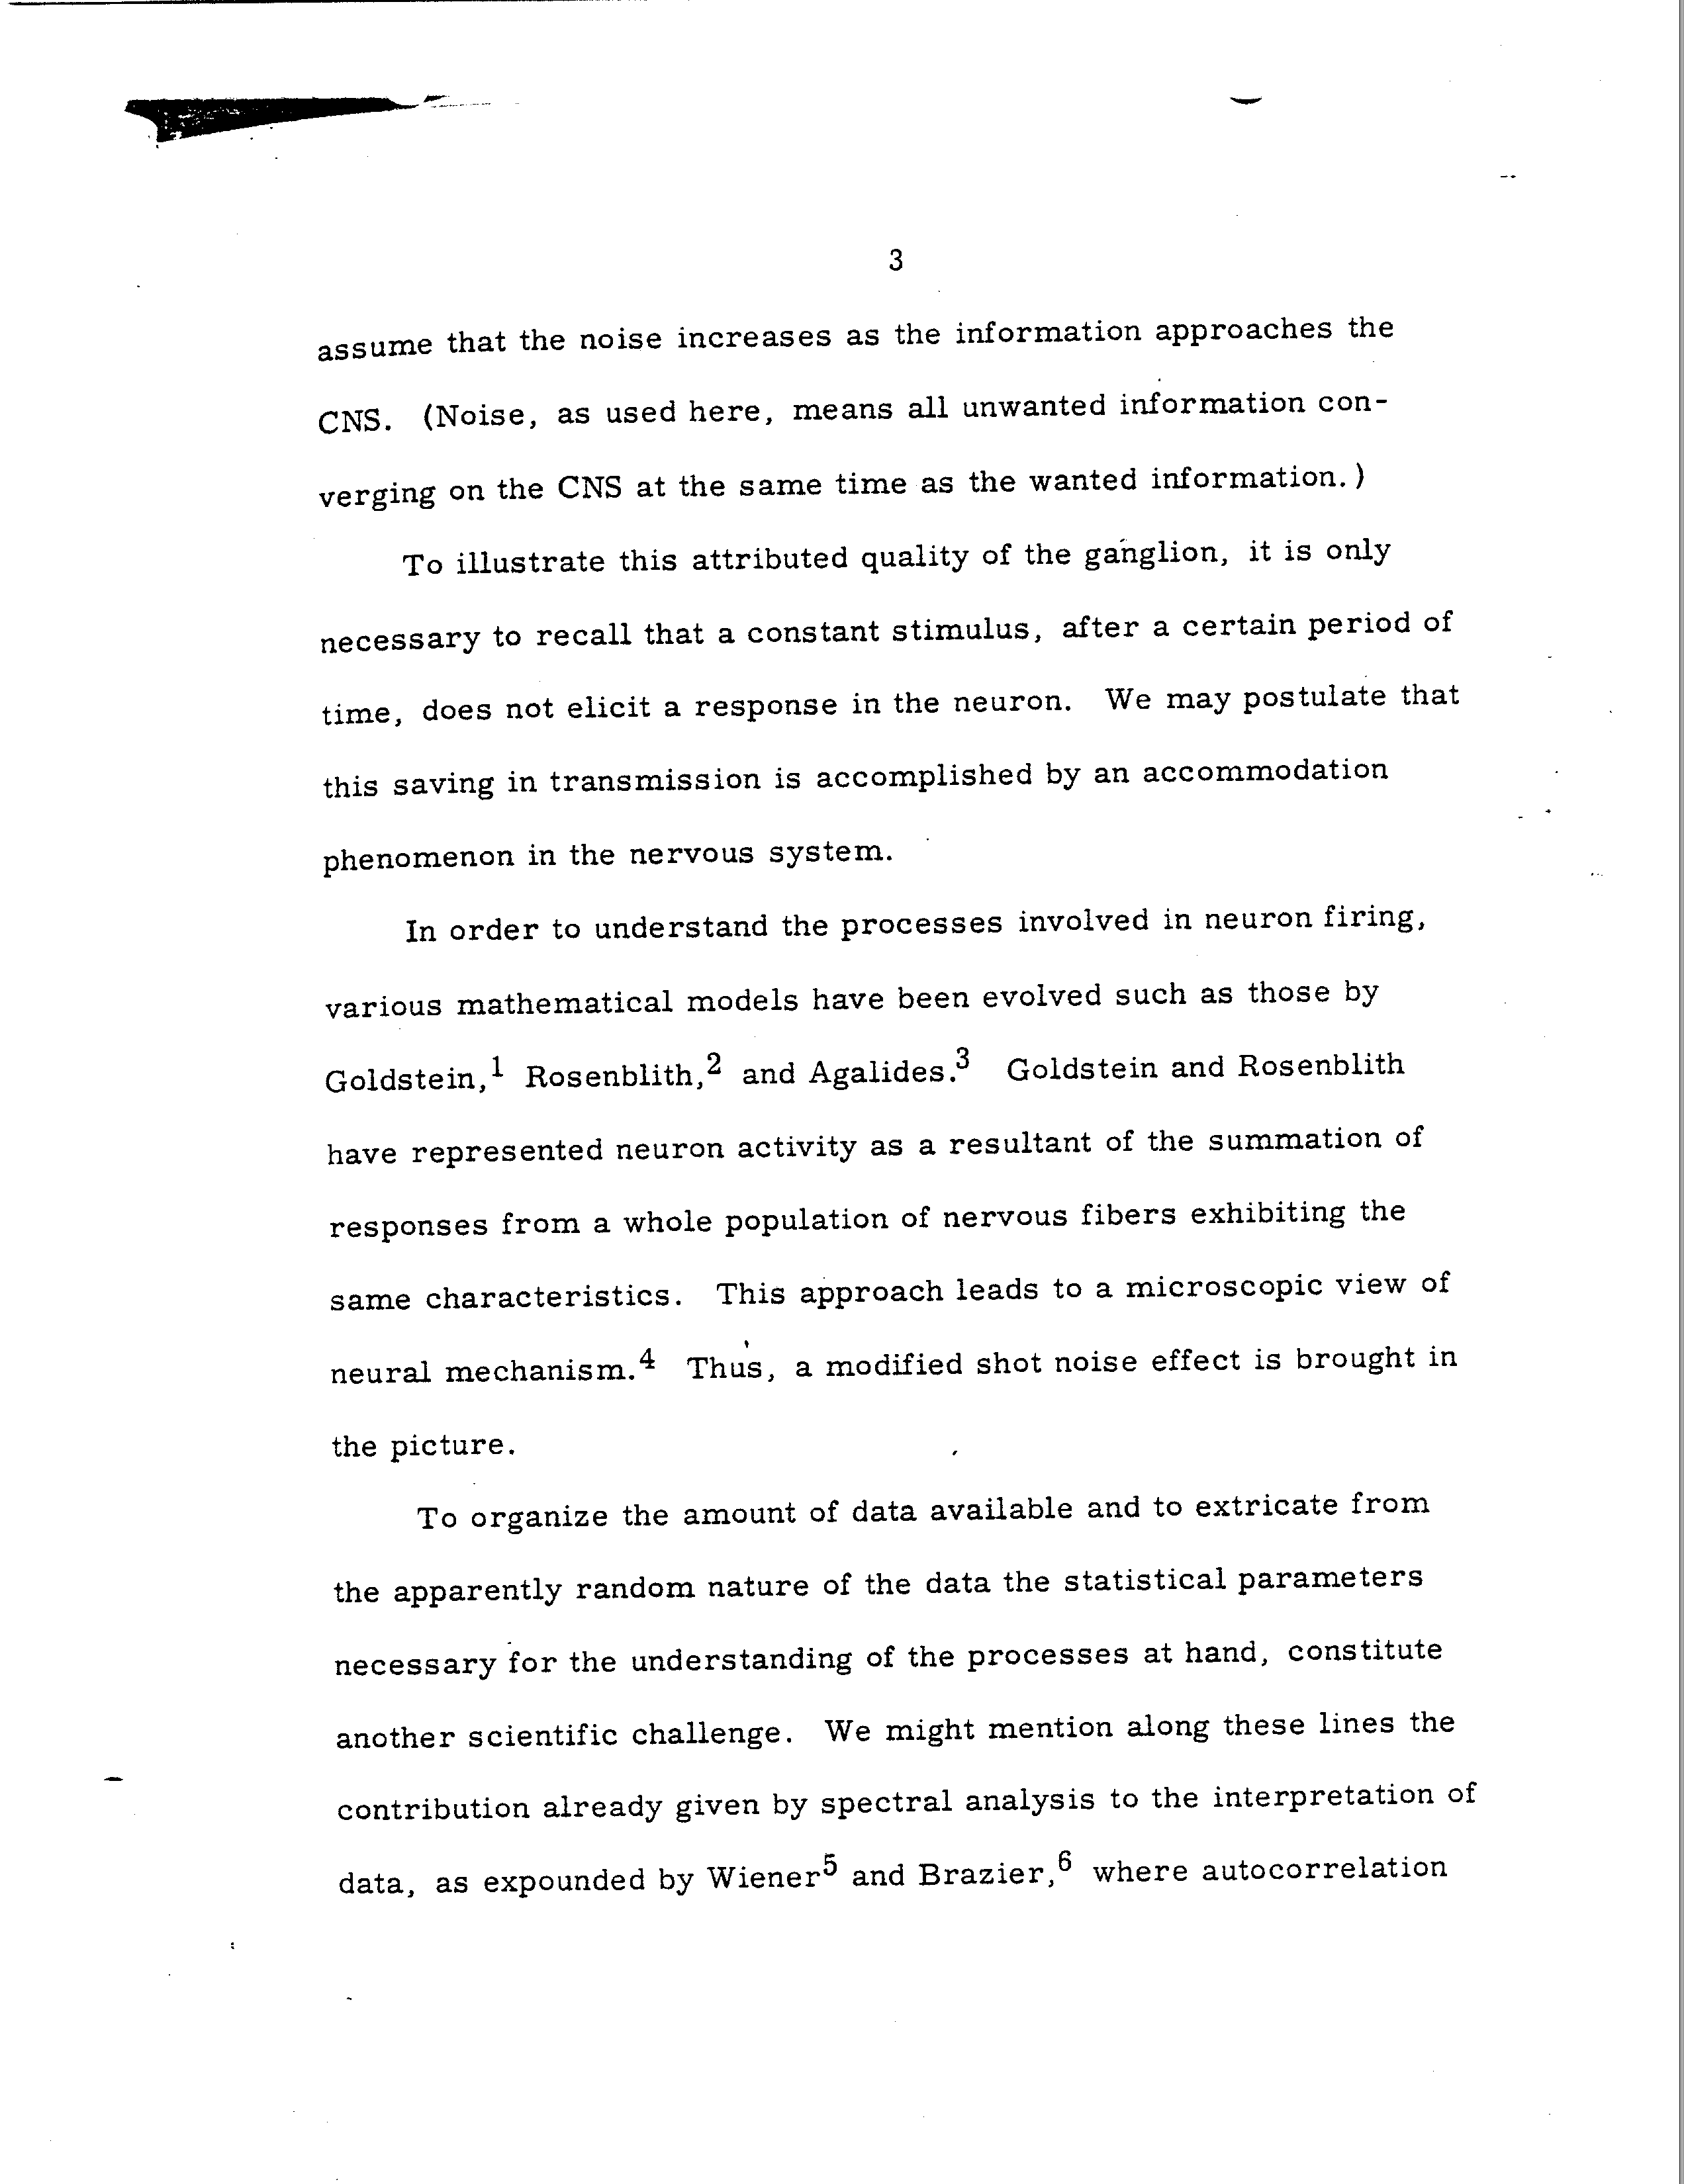 3
assume that the noise increases as the information approaches the
CNS. (Noise, as used here, means all unwanted information con-
verging on the CNS at the same time as the wanted information.)
To illustrate this attributed quality of the ganglion, it is only
necessary to recall that a constant stimulus, after a certain period of
time, does not elicit a response in the neuron. We may postulate that
this saving in transmission is accomplished by an accommodation
phenomenon in the nervous system.
In order to understand the processes involved in neuron firing,
various mathematical models have been evolved such as those by
Goldstein,1 Rosenblith,2 and Agalides.3 Goldstein and Rosenblith
have represented neuron activity as a resultant of the summation of
responses from a whole population of nervous fibers exhibiting the
same characteristics. This approach leads to a microscopic view of
neural mechanism.4 Thus, a modified shot noise effect is brought in
the picture.
To organize the amount of data available and to extricate from
the apparently random nature of the data the statistical parameters
necessary for the understanding of the processes at hand, constitute
another scientific challenge. We might mention along these lines the
contribution already given by spectral analysis to the interpretation of
data, as expounded by Wiener5 and Brazier,6 where autocorrelation